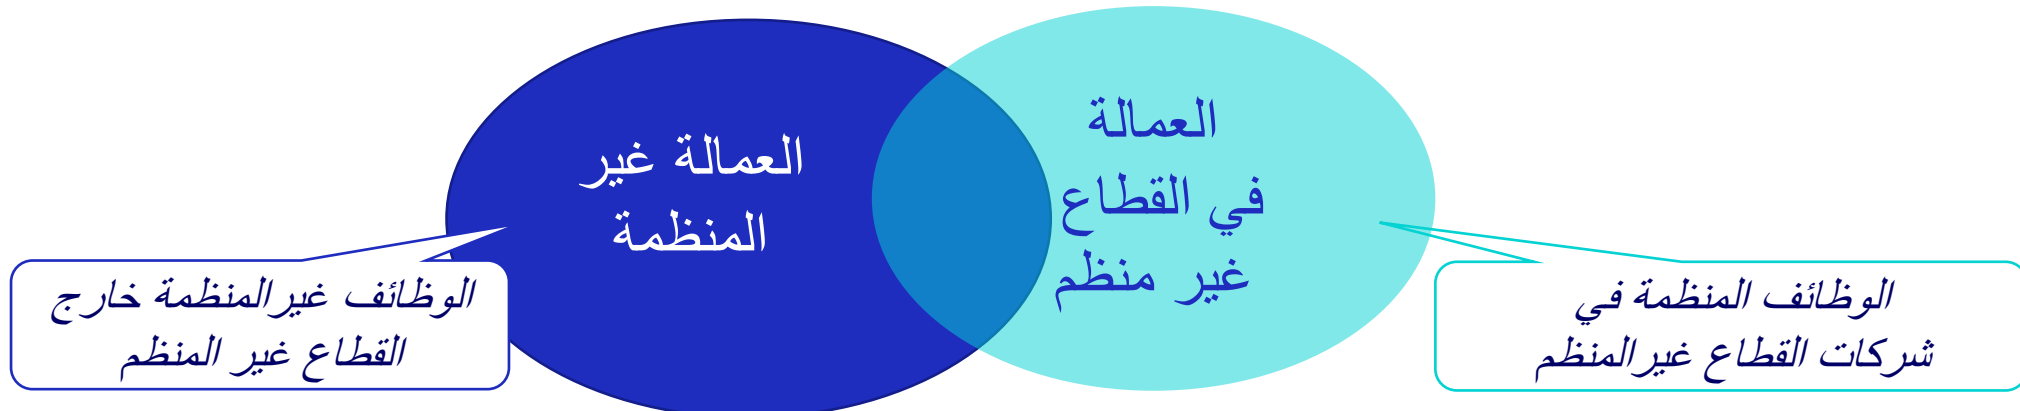 العمالة
في القطاع
غير منظم
العمالة غير
المنظمة
الوظائف المنظمة في
شركات القطاع غيرالمنظم
الوظائف غيرالمنظمة خارج
القطاع غير المنظم